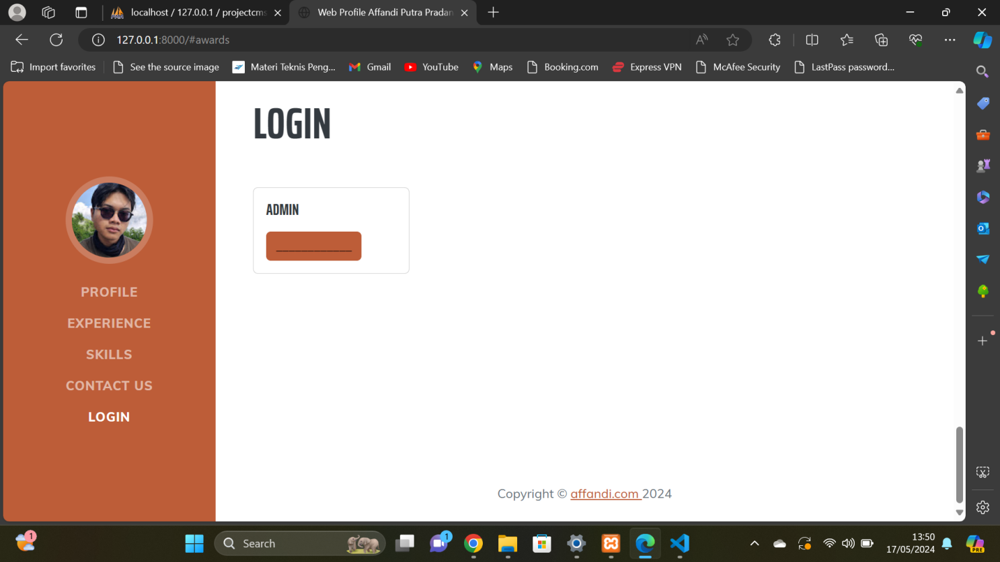 localhost / 127.0.0.1 / projectcms
Web Profile Affandi Putra Pradan
127.0.0.1:8000/#awards
Import favorites
See the source image
Materi Teknis Peng...
Gmail
YouTube
Maps
Booking.com
Express VPN
McAfee Security
LastPass password...
LOGIN
ADMIN
____________
PROFILE
EXPERIENCE
SKILLS
CONTACT US
LOGIN
Copyright © affandi.com 2024
1
Search
1
13:50
17/05/2024
PRE